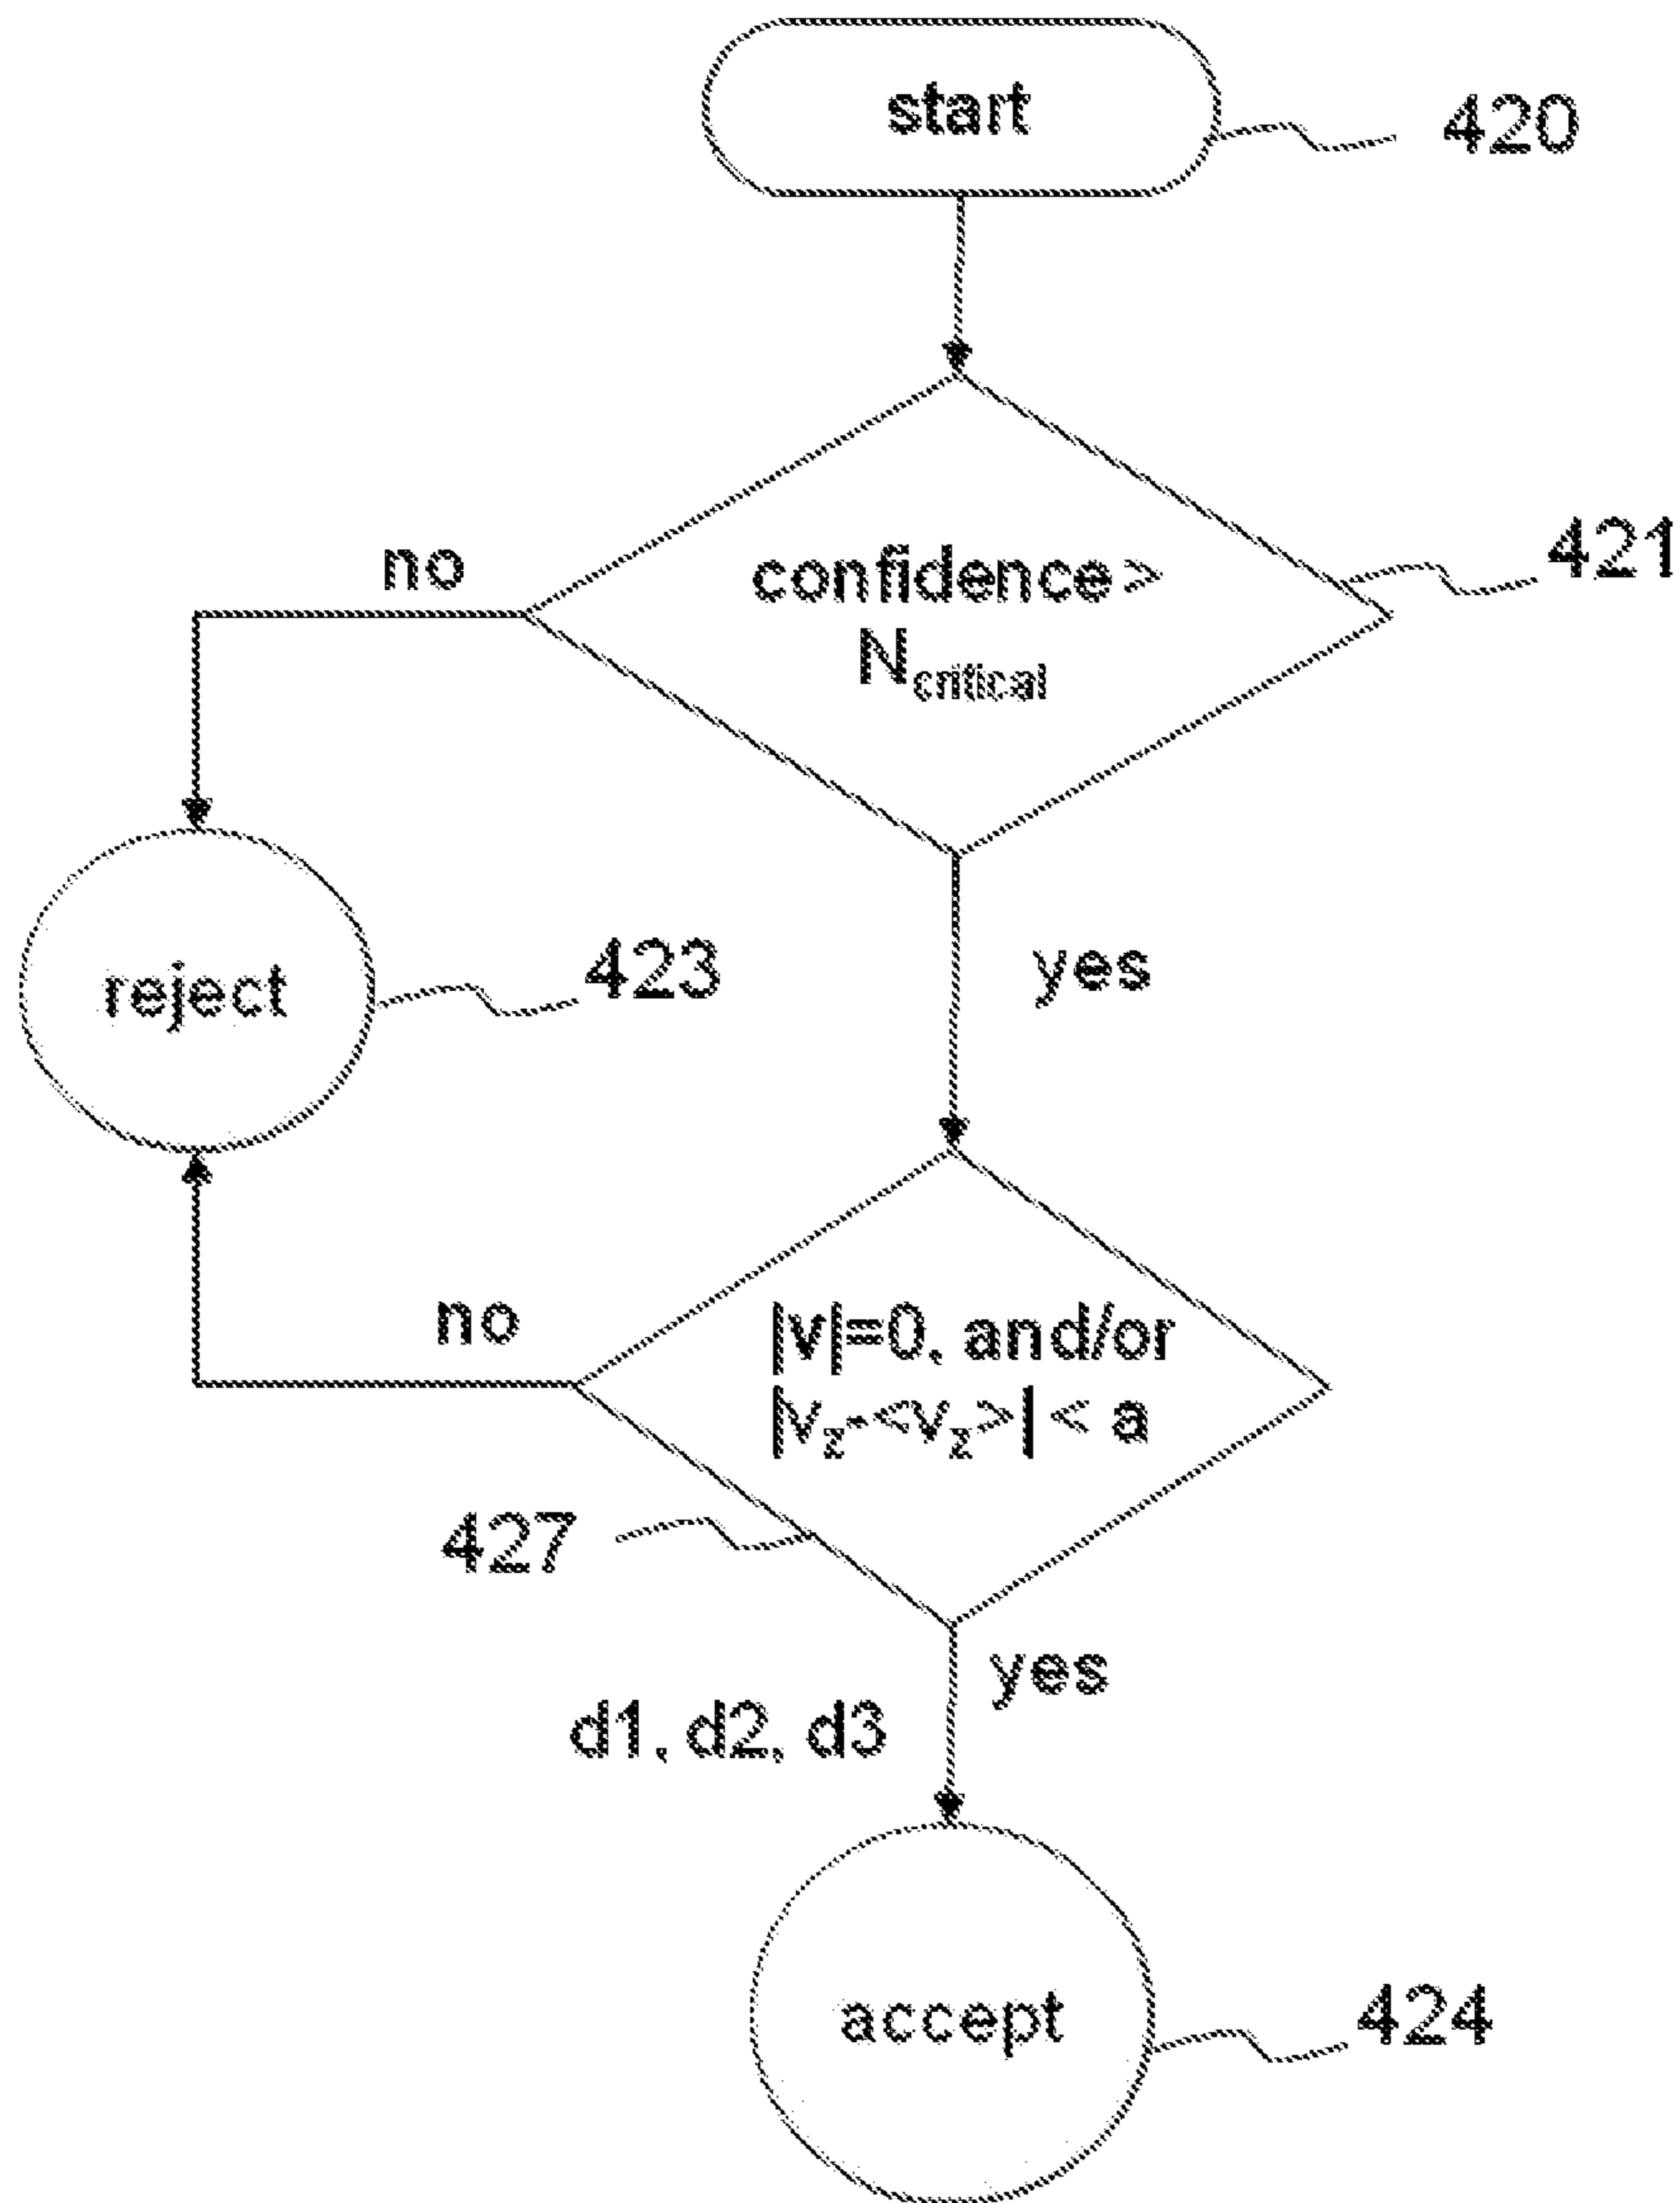 start
420
no
confidence >
N_critical
421
reject
423
yes
no
|v|=0, and/or
|v_z-<v_z>| < a
427
yes
d1, d2, d3
accept
424